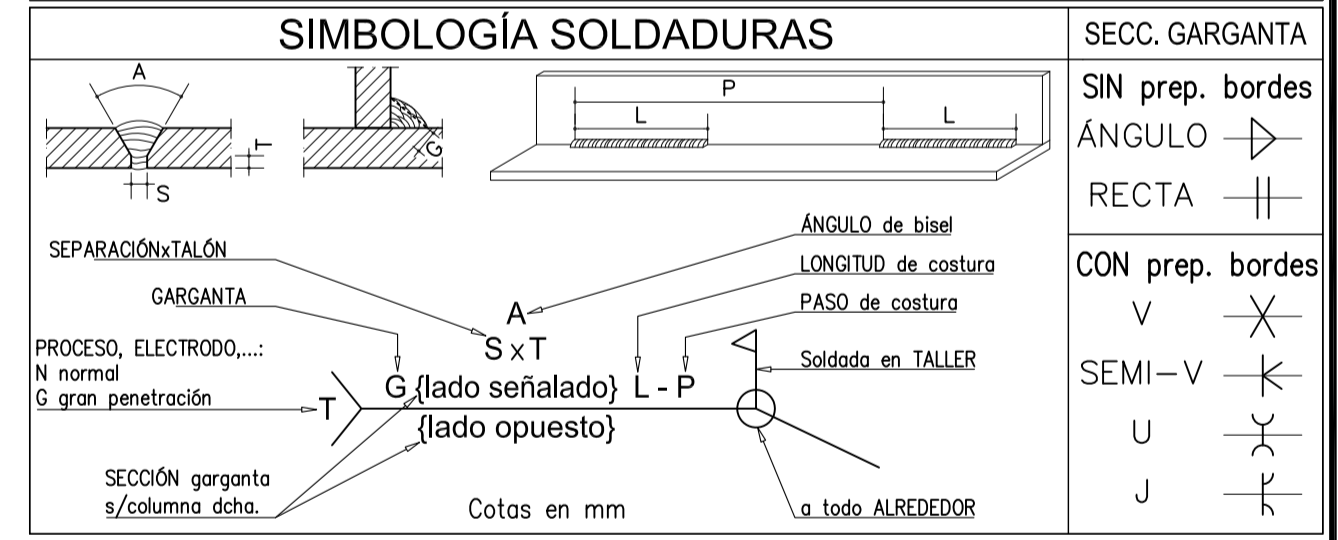 SIMBOLOGÍA SOLDADURAS
A
T
S
G
P
L
L
SEPARACIÓNxTALÓN
GARGANTA
PROCESO, ELECTRODO,...:
N normal
G gran penetración
ÁNGULO de bisel
LONGITUD de costura
PASO de costura
A
SxT
G {lado señalado} L - P
T
{lado opuesto}
Soldada en TALLER
SECCIÓN garganta
s/columna dcha.
Cotas en mm
a todo ALREDEDOR
SECC. GARGANTA
SIN prep. bordes
ÁNGULO
RECTA
CON prep. bordes
V
SEMI-V
U
J